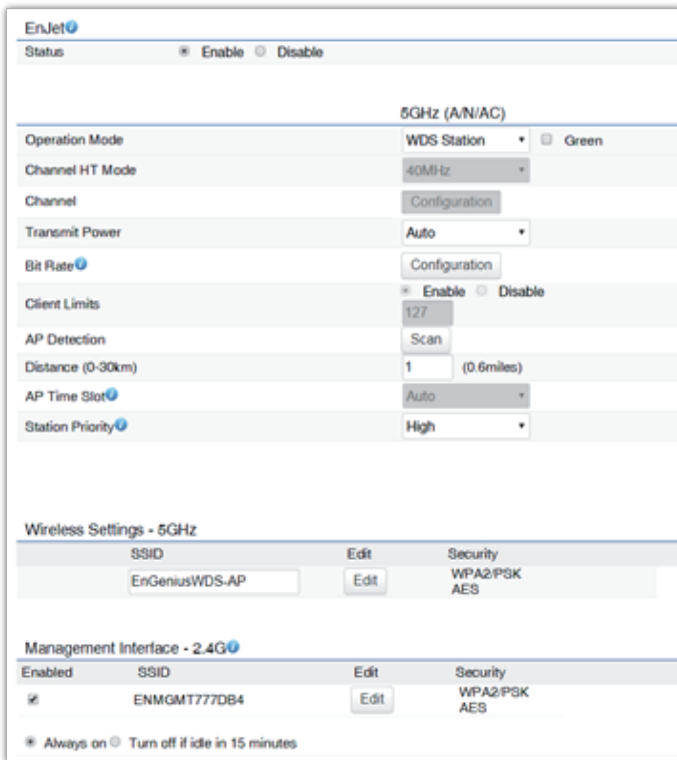 EnJet
Status Enable Disable
5GHz (A/N/AC)
Operation Mode WDS Station Green
Channel HT Mode 40MHz
Channel Configuration
Transmit Power Auto
Bit Rate Configuration
Client Limits Enable Disable
127
AP Detection Scan
Distance (0-30km) 1 (0.6miles)
AP Time Slot Auto
Station Priority High
Wireless Settings - 5GHz
SSID Edit Security
EnGeniusWDS-AP Edit WPA2/PSK
AES
Management Interface - 2.4G
Enabled SSID Edit Security
ENMGMT777DB4 Edit WPA2/PSK
AES
Always on Turn off if idle in 15 minutes